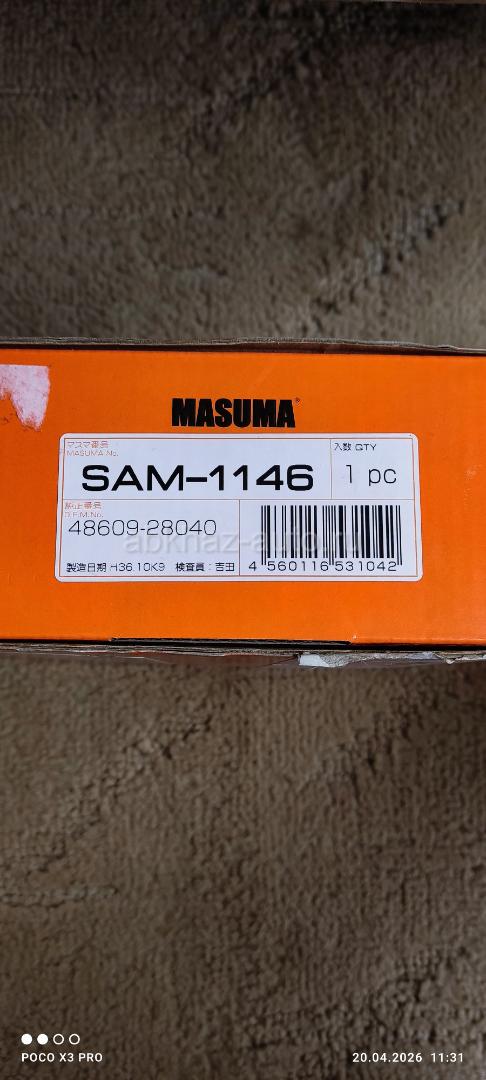 MASUMA®
マスマ番号
MASUMA No.
SAM-1146
入数 QTY
1 pc
純正番号
O.E.M.No.
48609-28040
製造日期 H36.10K9 検査員:吉田
4 560116 531042
abkhaz-auto.ru
POCO X3 PRO
20.04.2026 11:31